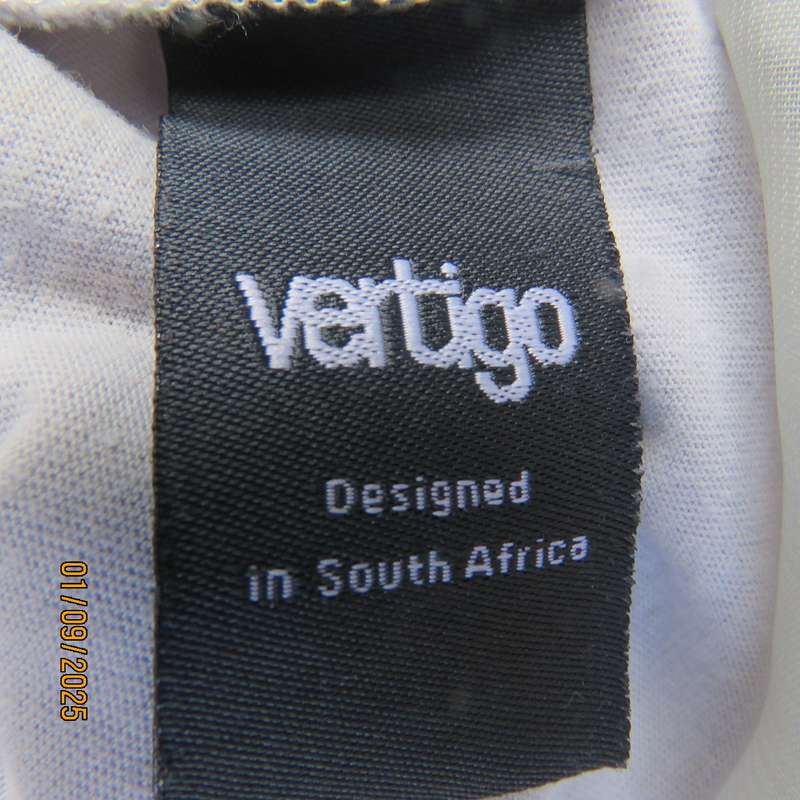 vertigo
Designed
in South Africa
01/09/2025